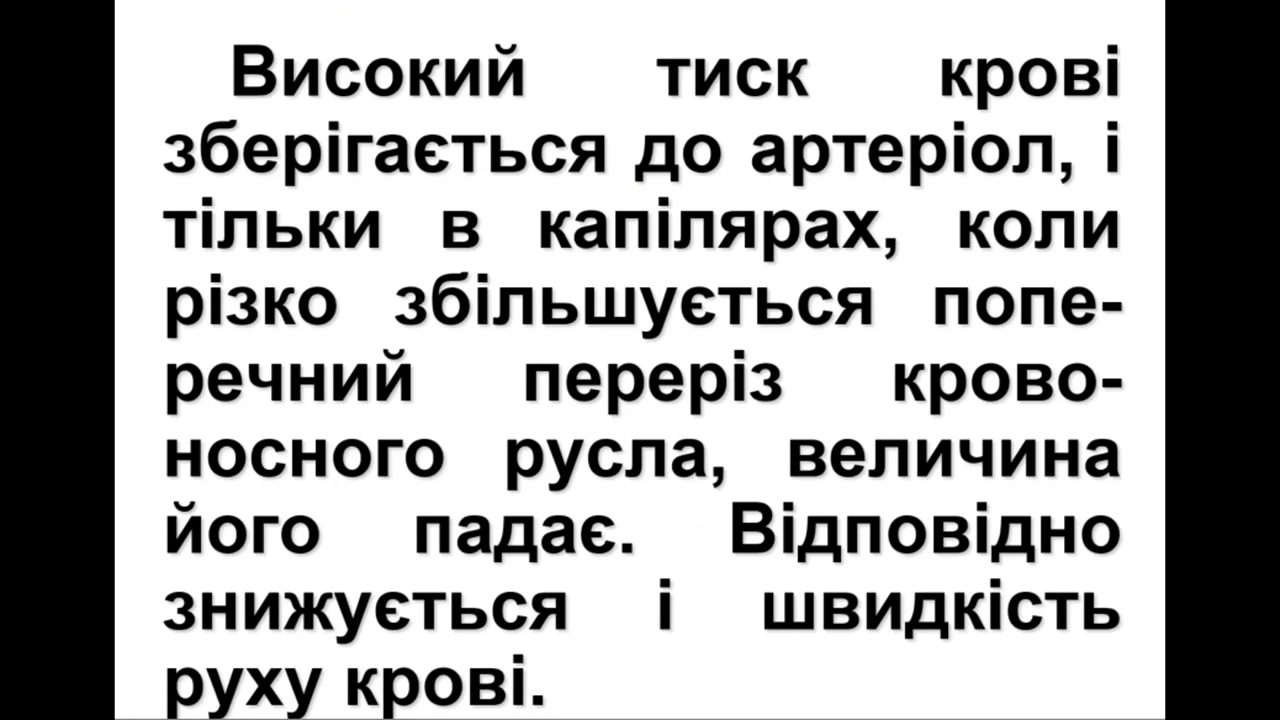 Високий тиск крові
зберігається до артеріол, і
тільки в капілярах, коли
різко збільшується попе-
речний переріз крово-
носного русла, величина
його падає. Відповідно
знижується і швидкість
руху крові.